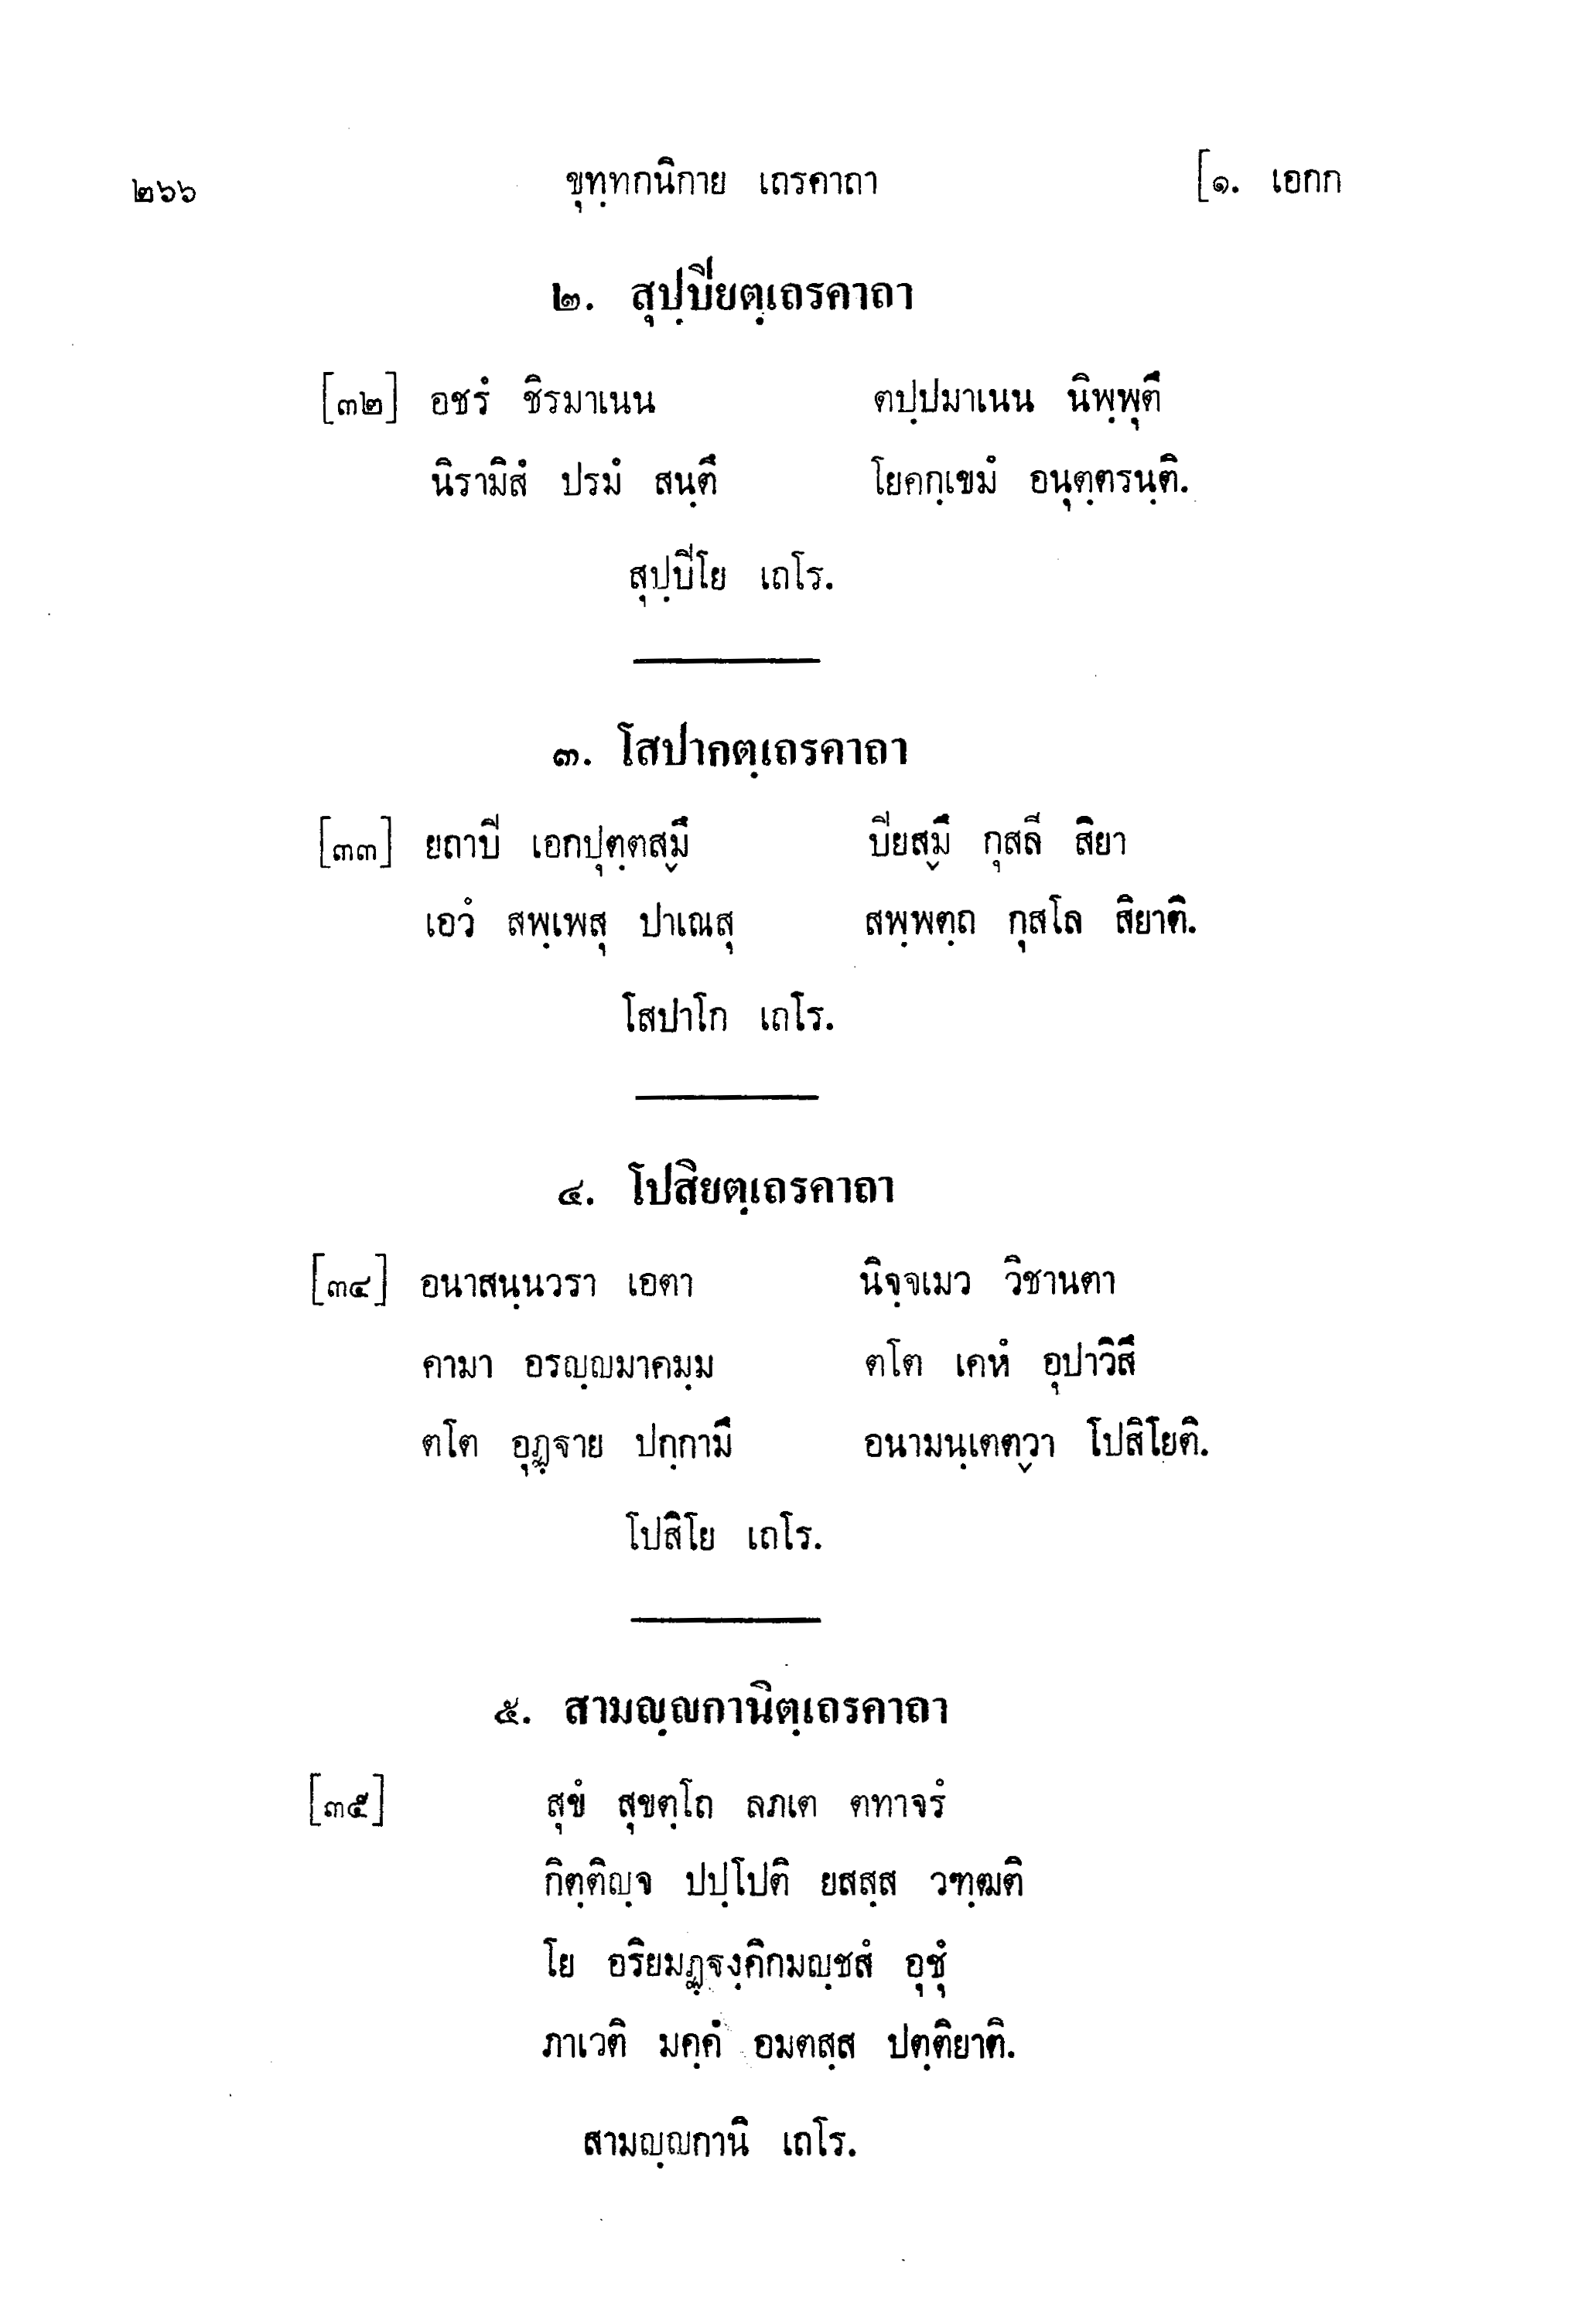 ๒๖๖ ขุทฺทกนิกาย เถรคาถา [๑. เอกก
๒. สุปฺปิยตฺเถรคาถา
[๓๒] อชรํ ชิรมาเนน ตปฺปมาเนน นิพฺพุตึ
นิรามิสํ ปรมํ สนฺตึ โยคกฺเขมํ อนุตฺตรนฺติ.
สุปฺปิโย เถโร.
๓. โสปากตฺเถรคาถา
[๓๓] ยถาปิ เอกปุตฺตสฺมึ ปิยสฺมึ กุสลี สิยา
เอวํ สพฺเพสุ ปาเณสุ สพฺพตฺถ กุสโล สิยาติ.
โสปาโก เถโร.
๔. โปสิยตฺเถรคาถา
[๓๔] อนาสนฺนวรา เอตา นิจฺจเมว วิชานตา
คามา อรญฺญมาคมฺม ตโต เคหํ อุปาวิสึ
ตโต อุฏฺฐาย ปกฺกามึ อนามนฺเตตฺวา โปสิโยติ.
โปสิโย เถโร.
๕. สามญฺญกานิตฺเถรคาถา
[๓๕] สุขํ สุขตฺโถ ลภเต ตทาจรํ
กิตฺติญฺจ ปปฺโปติ ยสสฺส วฑฺฒติ
โย อริยมฏฺฐงฺคิกมญฺชสํ อุชุํ
ภาเวติ มคฺคํ อมตสฺส ปตฺติยาติ.
สามญฺญกานิ เถโร.